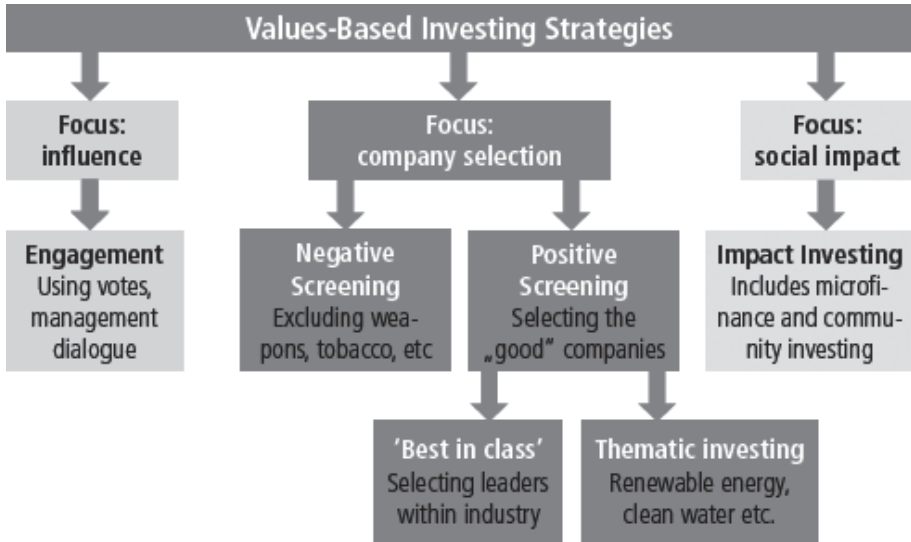 Values-Based Investing Strategies
Focus:
influence
Focus:
company selection
Focus:
social impact
Engagement
Using votes,
management
dialogue
Negative
Screening
Excluding wea-
pons, tobacco, etc
Positive
Screening
Selecting the
„good” companies
Impact Investing
Includes microfi-
nance and commu-
nity investing
'Best in class'
Selecting leaders
within industry
Thematic investing
Renewable energy,
clean water etc.